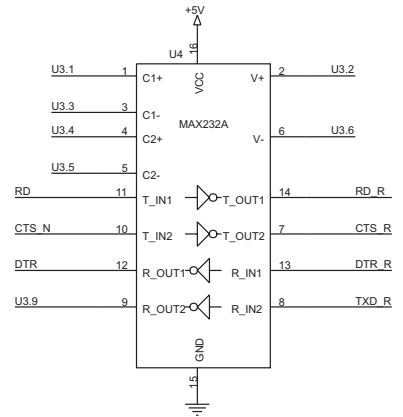 +5V
U4
16
U3.1 1 C1+ VCC V+ 2 U3.2
U3.3 3 C1-
MAX232A
U3.4 4 C2+ V- 6 U3.6
U3.5 5 C2-
RD 11 T_IN1 T_OUT1 14 RD_R
CTS_N 10 T_IN2 T_OUT2 7 CTS_R
DTR 12 R_OUT1 R_IN1 13 DTR_R
U3.9 9 R_OUT2 R_IN2 8 TXD_R
GND
15